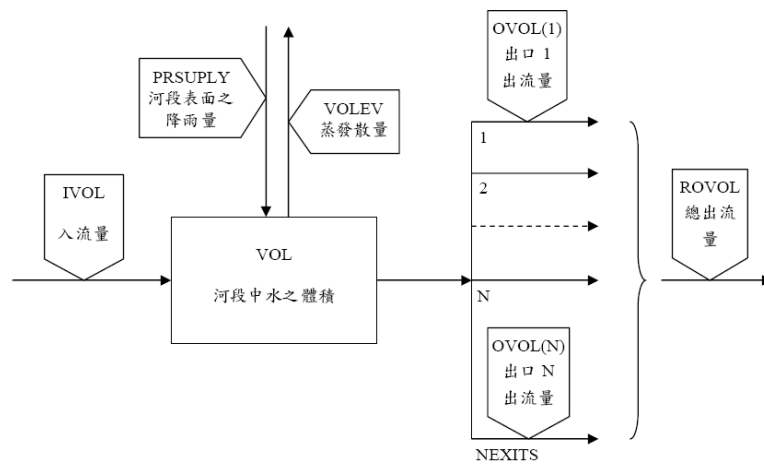 PRSUPLY
河段表面之
降雨量
VOLEV
蒸發散量
OVOL(1)
出口 1
出流量
1
2
IVOL
入流量
VOL
河段中水之體積
N
ROVOL
總出流
量
OVOL(N)
出口 N
出流量
NEXITS